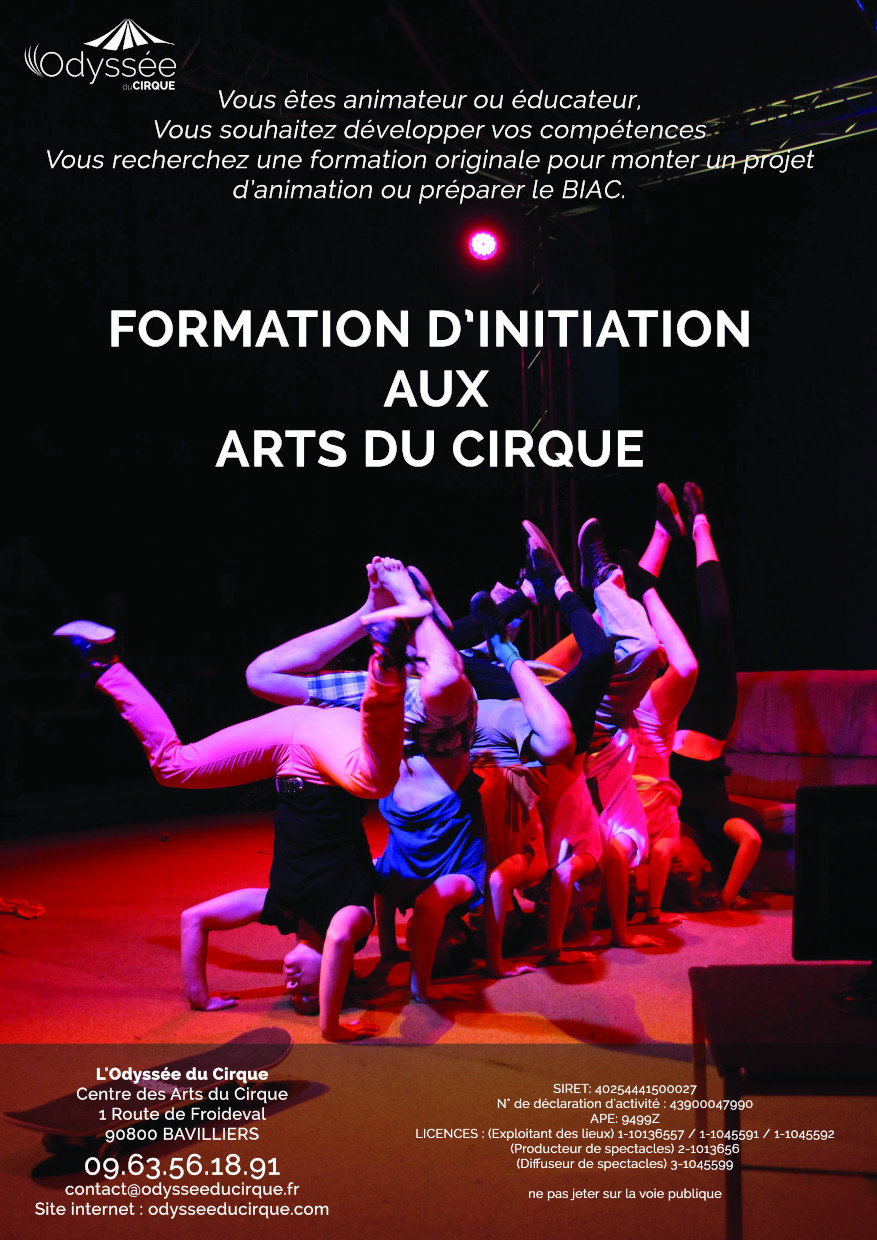 Odyssée
du CIRQUE
Vous êtes animateur ou éducateur,
Vous souhaitez développer vos compétences
Vous recherchez une formation originale pour monter un projet
d'animation ou préparer le BIAC.
FORMATION D'INITIATION
AUX
ARTS DU CIRQUE
L'Odyssée du Cirque
Centre des Arts du Cirque
1 Route de Froideval
90800 BAVILLIERS
09.63.56.18.91
contact@odysseeducirque.fr
Site internet : odysseeducirque.com
SIRET: 40254441500027
N° de déclaration d'activité : 43900047990
APE: 9499Z
LICENCES : (Exploitant des lieux) 1-10136557 / 1-1045591 / 1-1045592
(Producteur de spectacles) 2-1013656
(Diffuseur de spectacles) 3-1045599
ne pas jeter sur la voie publique